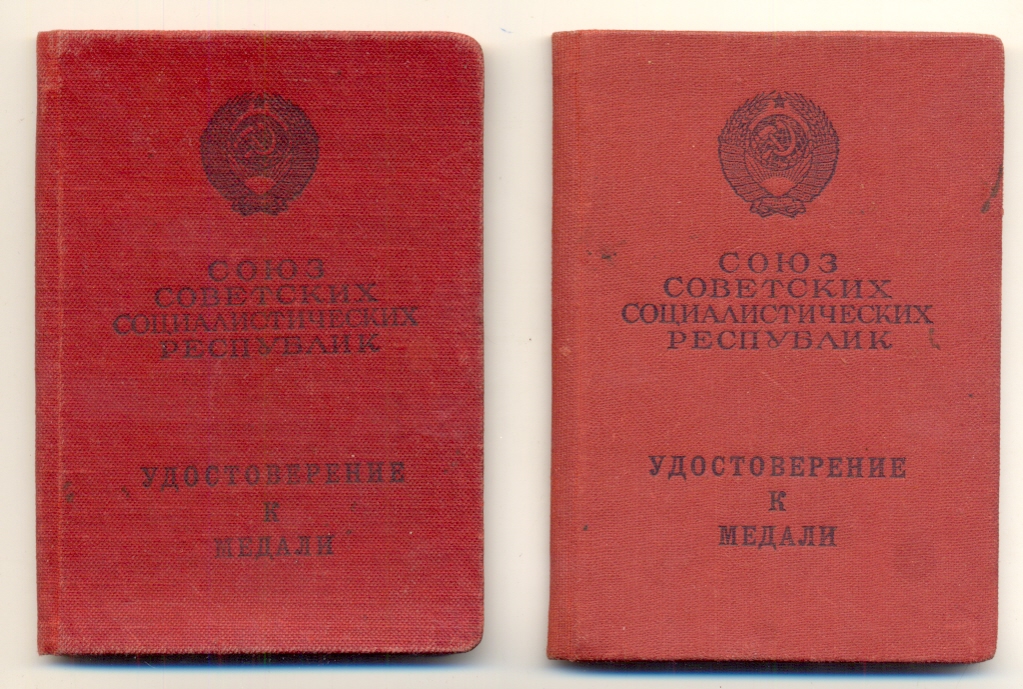 СОЮЗ
СОВЕТСКИХ
СОЦИАЛИСТИЧЕСКИХ
РЕСПУБЛИК
УДОСТОВЕРЕНИЕ
К
МЕДАЛИ
СОЮЗ
СОВЕТСКИХ
СОЦИАЛИСТИЧЕСКИХ
РЕСПУБЛИК
УДОСТОВЕРЕНИЕ
К
МЕДАЛИ